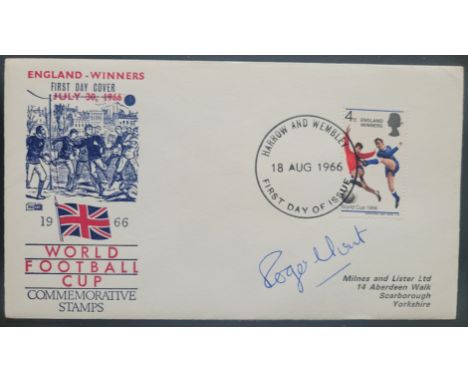 ENGLAND - WINNERS
FIRST DAY COVER
JULY 30, 1966
19 66
WORLD
FOOTBALL
CUP
COMMEMORATIVE
STAMPS
HARROW AND WEMBLEY
18 AUG 1966
FIRST DAY OF ISSUE
4D
ENGLAND
WINNERS
World Cup 1966
Roger Hunt
Milnes and Lister Ltd
14 Aberdeen Walk
Scarborough
Yorkshire